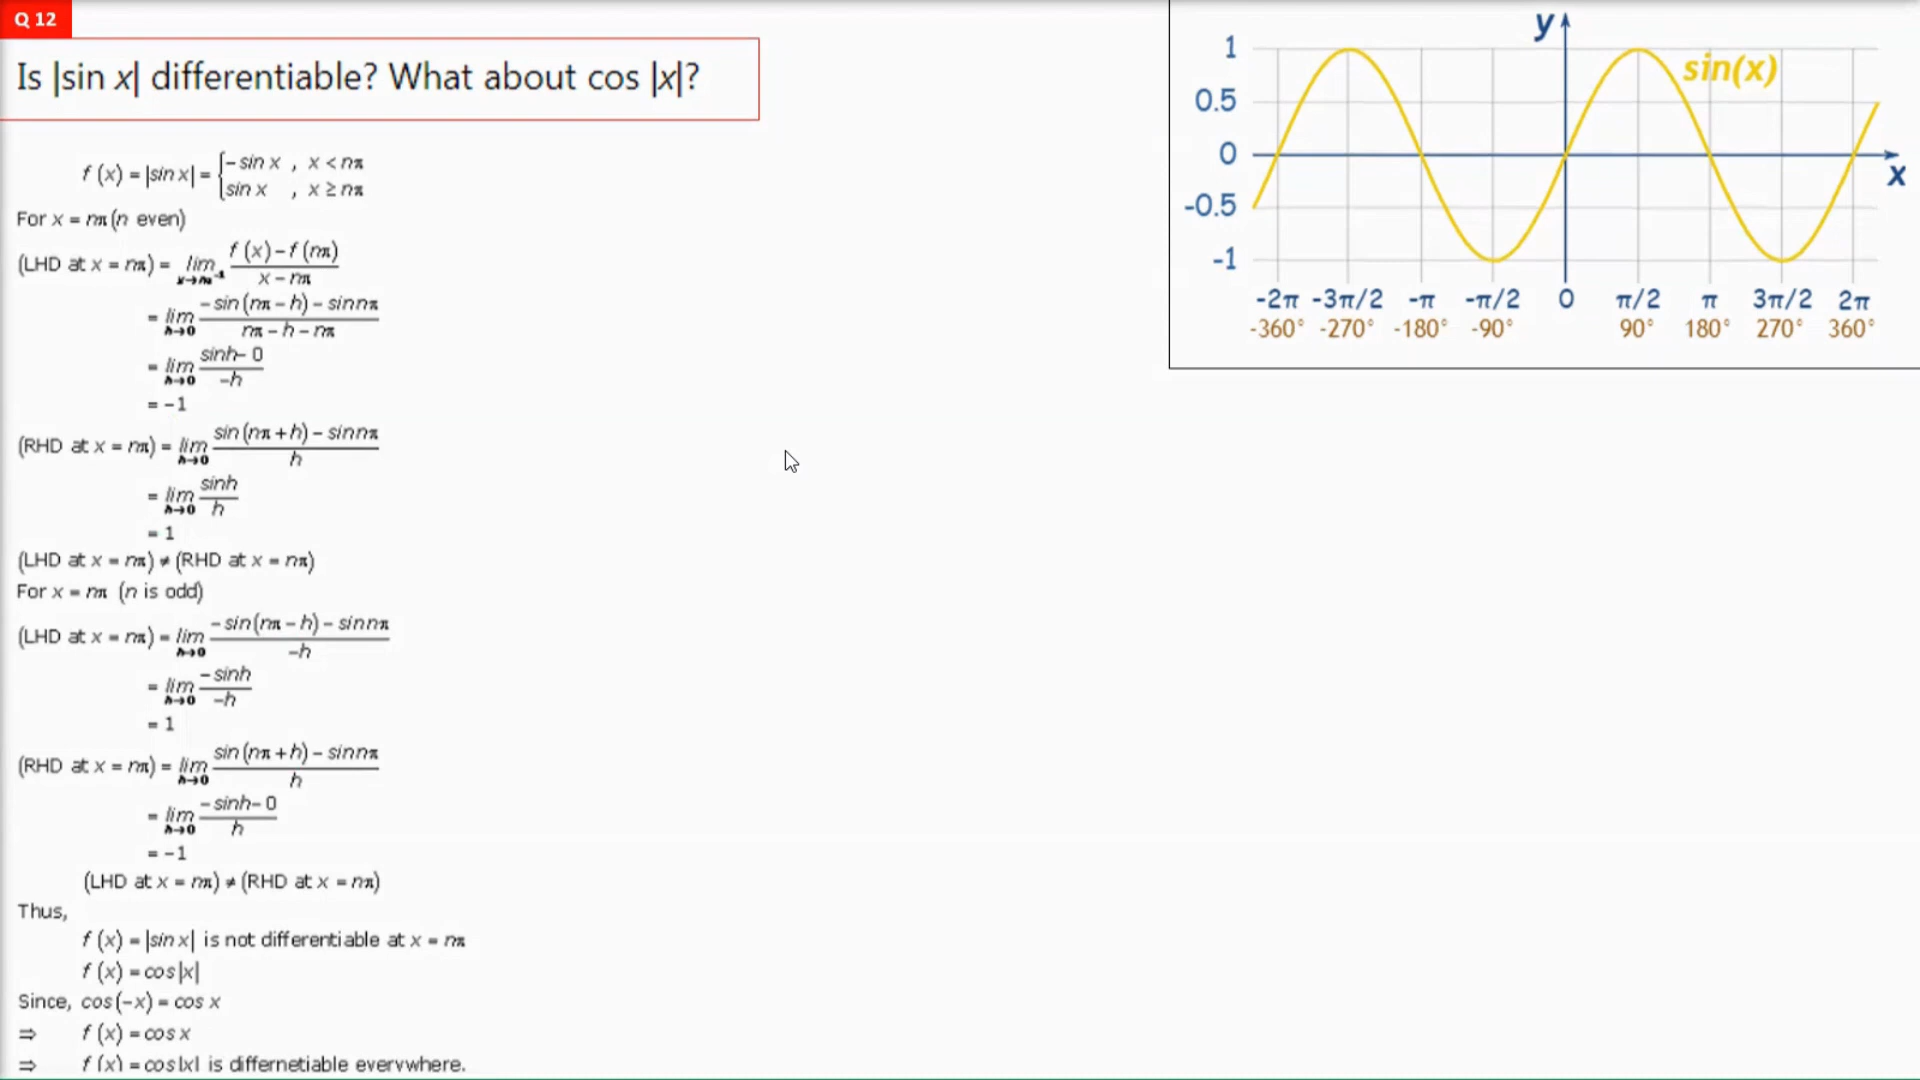 Q 12
Is |sin x| differentiable? What about cos |x|?
f (x) = |sin x| = { - sin x , x < nπ
sin x , x ≥ nπ
For x = nπ (n even)
(LHD at x = nπ) = lim x→nπ⁻ f (x) – f (nπ) / x – nπ
= lim h→0 - sin (nπ – h) – sin nπ / nπ – h – nπ
= lim h→0 sinh– 0 / –h
= –1
(RHD at x = nπ) = lim h→0 sin (nπ + h) – sin nπ / h
= lim h→0 sinh / h
= 1
(LHD at x = nπ) ≠ (RHD at x = nπ)
For x = nπ (n is odd)
(LHD at x = nπ) = lim h→0 - sin (nπ – h) – sin nπ / –h
= lim h→0 - sinh / –h
= 1
(RHD at x = nπ) = lim h→0 sin (nπ + h) – sin nπ / h
= lim h→0 - sinh– 0 / h
= –1
(LHD at x = nπ) ≠ (RHD at x = nπ)
Thus,
f (x) = |sin x| is not differentiable at x = nπ
f (x) = cos|x|
Since, cos (–x) = cos x
⇒ f (x) = cos x
⇒ f (x) = cos|x| is differnetiable everywhere.
y
sin(x)
1
0.5
0
-0.5
-1
x
-2π -3π/2 -π -π/2 0 π/2 π 3π/2 2π
-360° -270° -180° -90° 90° 180° 270° 360°